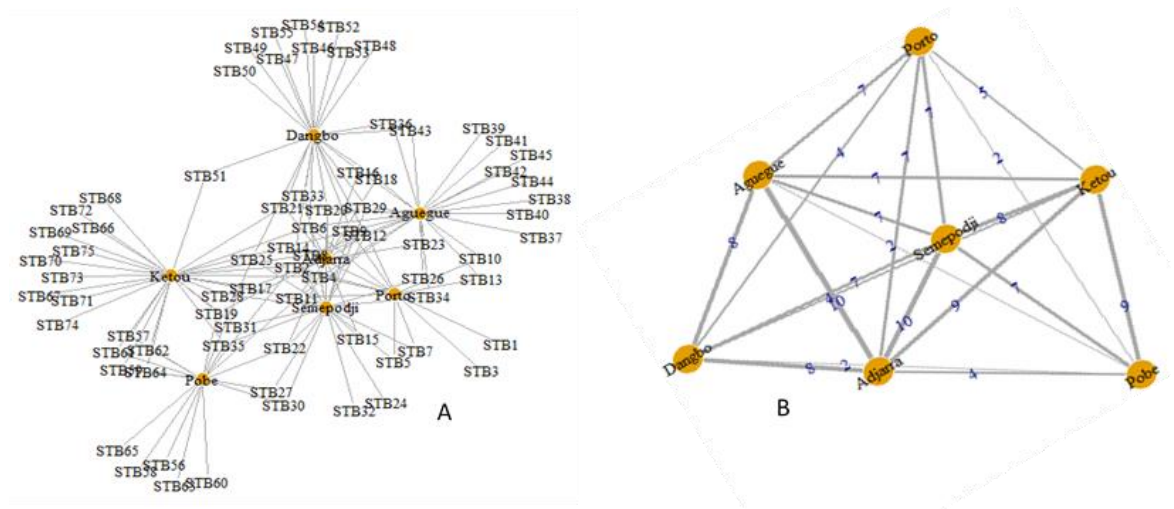 STB54 STB52
STB55
STB49 STB46 STB53 STB48
STB47
STB50
Dangbo
STB36
STB43
STB39
STB41
STB45
STB51
STB16
STB18
STB42
STB44
STB68
STB33
STB38
STB72
STB21 STB29
Aguegue
STB40
STB69 STB66
STB6
STB12
STB37
STB75
STB23
STB70
STB25
Adjarra
STB10
STB73
Ketou
STB2
STB4
STB26
STB13
STB17
STB67
STB71
STB28
STB11
Semepodji
Porto
STB34
STB19
STB74
STB31
STB57
STB35
STB22
STB15
STB7
STB1
STB62
STB5
STB64
STB3
Pobe
STB27
STB30
STB32
STB24
A
STB65
STB58
STB56
STB60
Porto
7
5
7
4
7
2
Aguegue
7
Ketou
7
8
Semepodji
8
2
7
10
7
9
9
10
Dangbo
8
2
Adjarra
4
Pobe
B